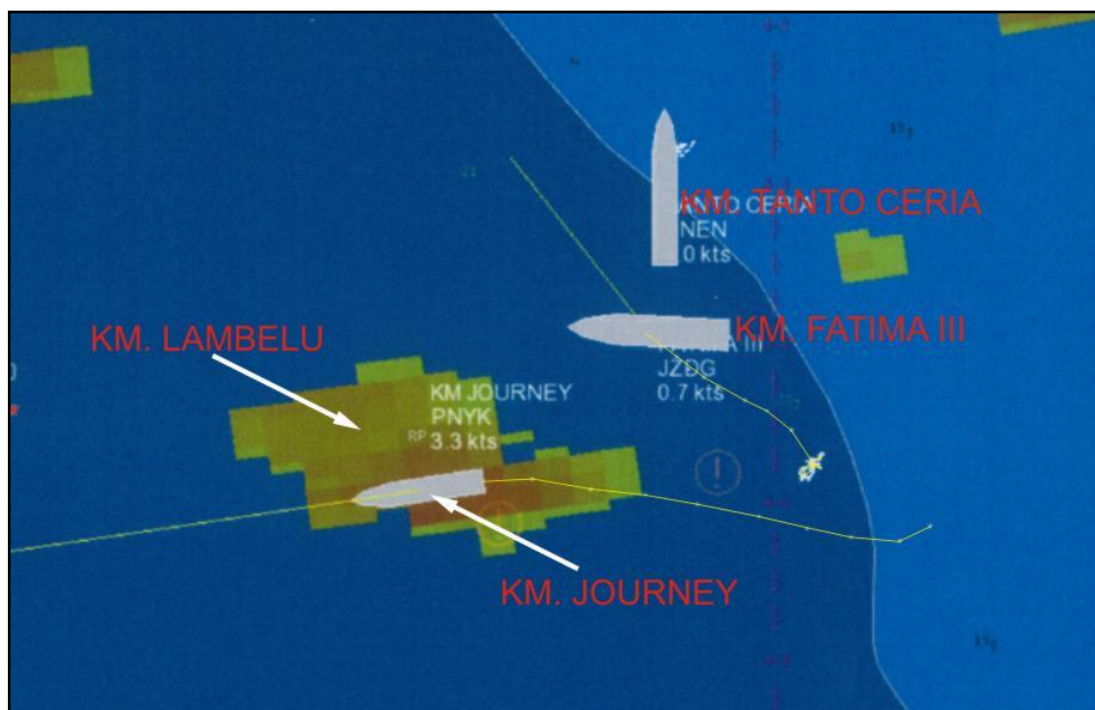 KM. TANTO CERIA
NEN
0 kts
KM. FATIMA III
JZDG
0.7 kts
KM. LAMBELU
KM JOURNEY
PNYK
RP 3.3 kts
KM. JOURNEY